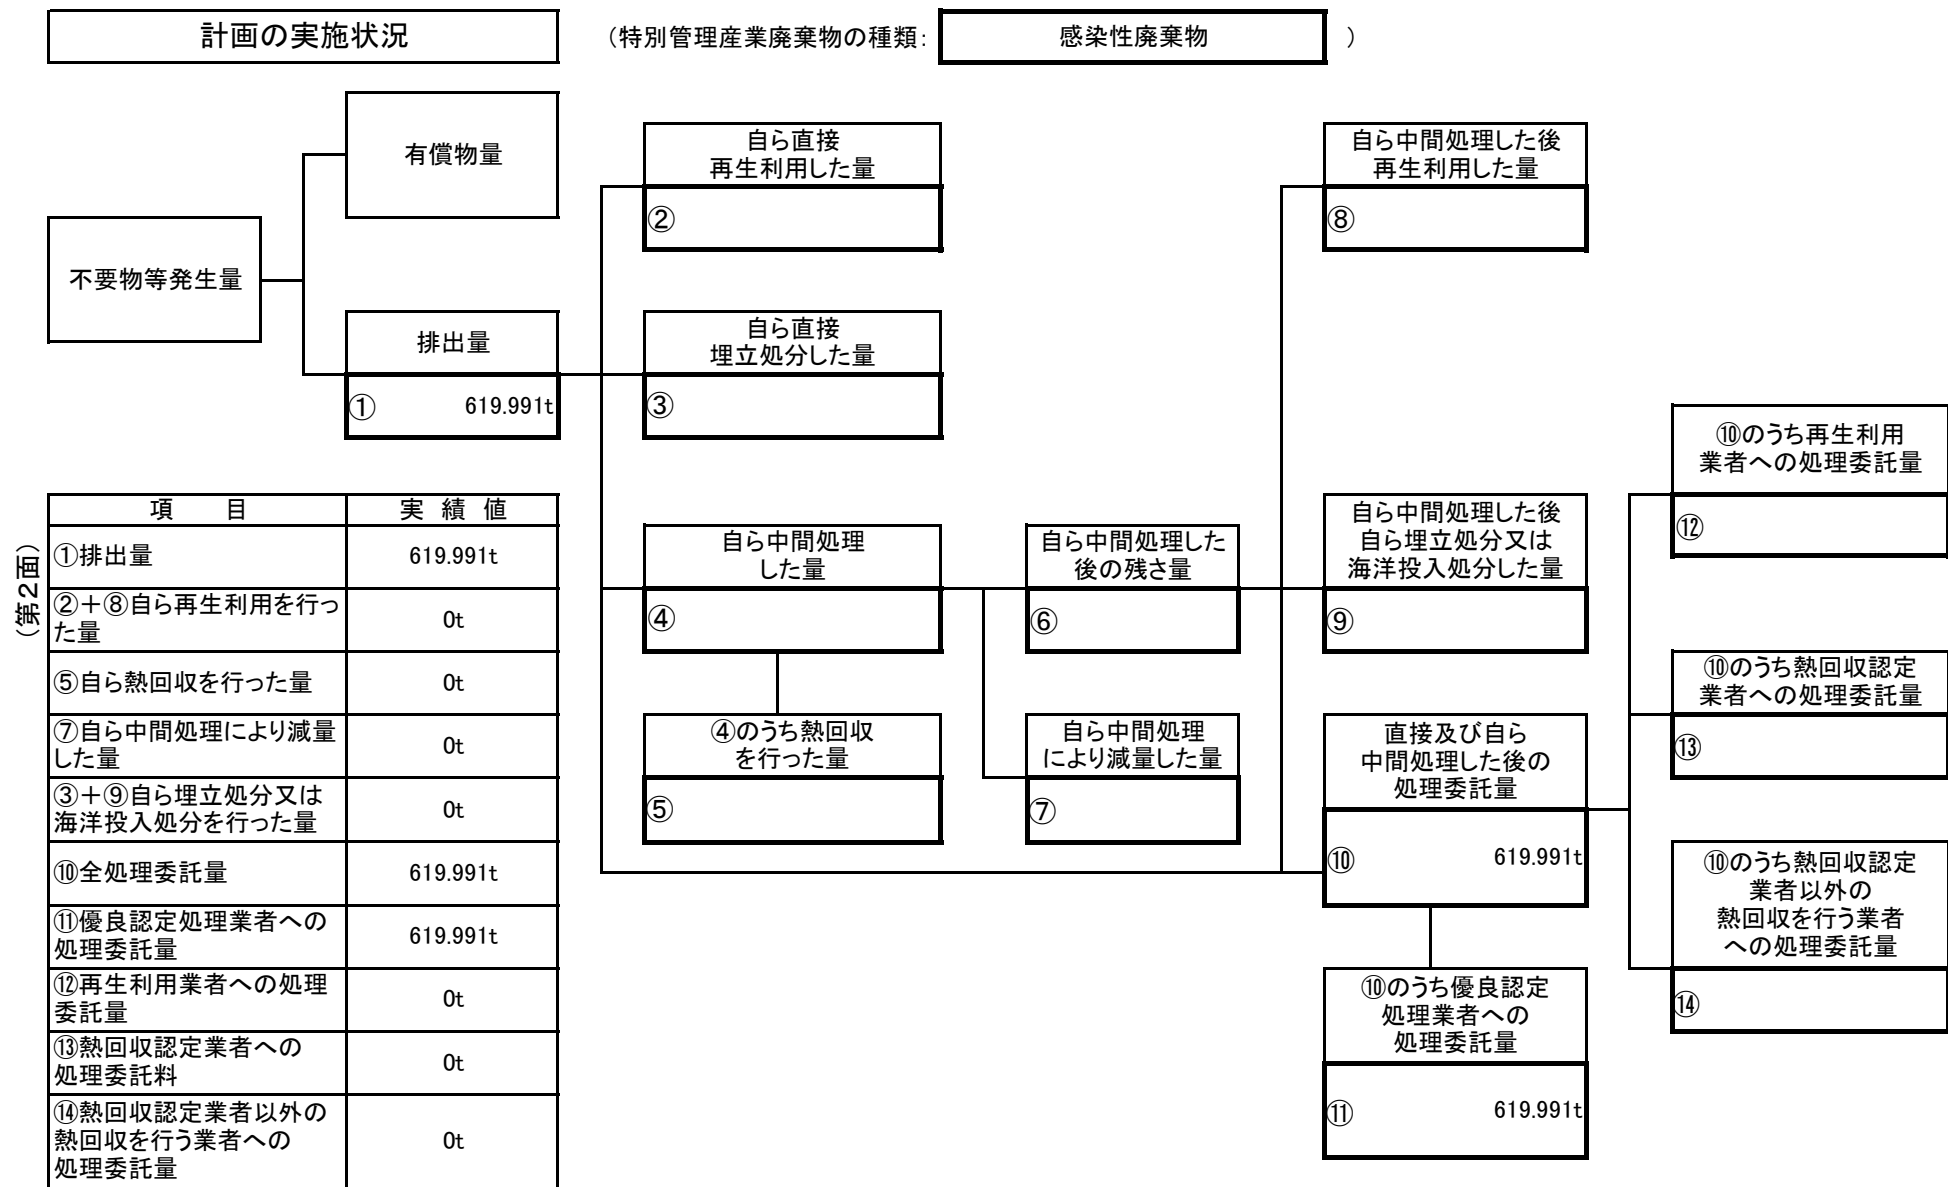 計画の実施状況
（特別管理産業廃棄物の種類： 感染性廃棄物 ）
有償物量
不要物等発生量
排出量
① 619.991t
自ら直接
再生利用した量
②
自ら直接
埋立処分した量
③
自ら中間処理した後
再生利用した量
⑧
自ら中間処理
した量
④
④のうち熱回収
を行った量
⑤
自ら中間処理した
後の残さ量
⑥
自ら中間処理
により減量した量
⑦
自ら中間処理した後
自ら埋立処分又は
海洋投入処分した量
⑨
直接及び自ら
中間処理した後の
処理委託量
⑩ 619.991t
⑩のうち優良認定
処理業者への
処理委託量
⑪ 619.991t
⑩のうち再生利用
業者への処理委託量
⑫
⑩のうち熱回収認定
業者への処理委託量
⑬
⑩のうち熱回収認定
業者以外の
熱回収を行う業者
への処理委託量
⑭
（第2面）
項　目 実 績 値
①排出量 619.991t
②＋⑧自ら再生利用を行っ
た量 0t
⑤自ら熱回収を行った量 0t
⑦自ら中間処理により減量
した量 0t
③＋⑨自ら埋立処分又は
海洋投入処分を行った量 0t
⑩全処理委託量 619.991t
⑪優良認定処理業者への
処理委託量 619.991t
⑫再生利用業者への処理
委託量 0t
⑬熱回収認定業者への
処理委託料 0t
⑭熱回収認定業者以外の
熱回収を行う業者への
処理委託量 0t